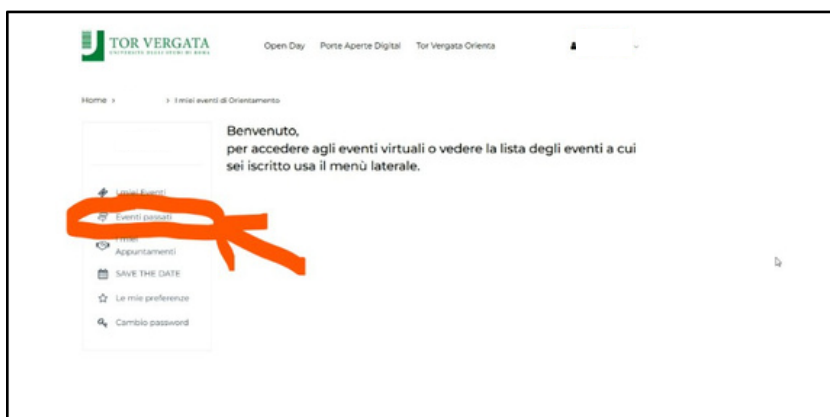 TOR VERGATA
UNIVERSITÀ DEGLI STUDI DI ROMA
Open Day Porte Aperte Digital Tor Vergata Orienta
Home > > I miei eventi di Orientamento
Benvenuto,
per accedere agli eventi virtuali o vedere la lista degli eventi a cui
sei iscritto usa il menù laterale.
I miei Eventi
Eventi passati
I miei
Appuntamenti
SAVE THE DATE
Le mie preferenze
Cambio password